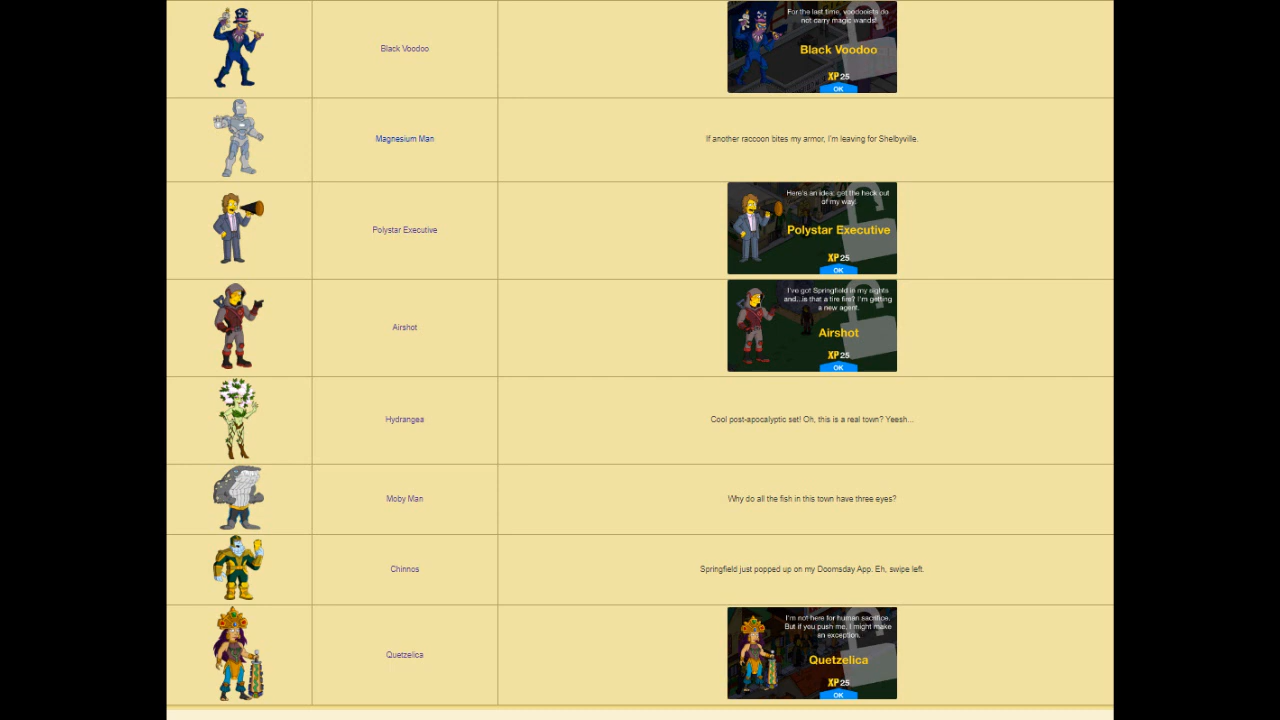 Black Voodoo
For the last time, voodooists do
not carry magic wands!
Black Voodoo
XP 25
OK
Magnesium Man
If another raccoon bites my armor, I'm leaving for Shelbyville.
Polystar Executive
Here's an idea: get the heck out
of my way!
Polystar Executive
XP 25
OK
Airshot
I've got Springfield in my sights
and...is that a tire fire? I'm getting
a new agent.
Airshot
XP 25
OK
Hydrangea
Cool post-apocalyptic set! Oh, this is a real town? Yeesh...
Moby Man
Why do all the fish in this town have three eyes?
Chinnos
Springfield just popped up on my Doomsday App. Eh, swipe left.
Quetzelica
I'm not here for human sacrifice.
But if you push me, I might make
an exception.
Quetzelica
XP 25
OK